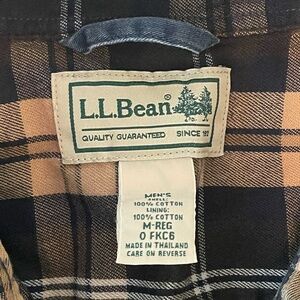 L.L.Bean®
QUALITY GUARANTEED SINCE
MEN'S
SHELL:
100% COTTON
LINING:
100% COTTON
M-REG
0 FKC6
MADE IN THAILAND
CARE ON REVERSE